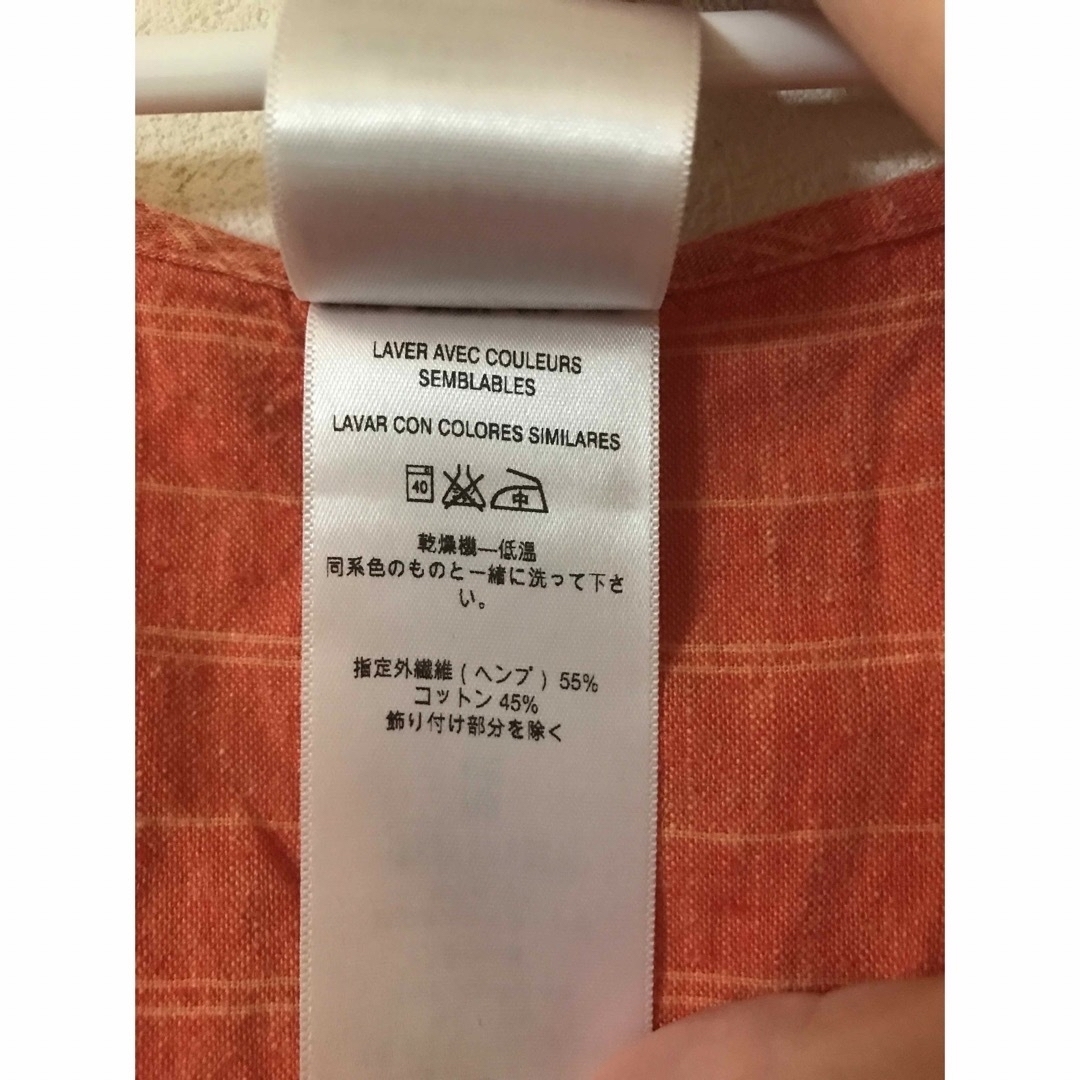 LAVER AVEC COULEURS
SEMBLABLES
LAVAR CON COLORES SIMILARES
40 中
乾燥機—低温
同系色のものと一緒に洗って下さ
い。
指定外繊維 ( ヘンプ ) 55%
コットン 45%
飾り付け部分を除く